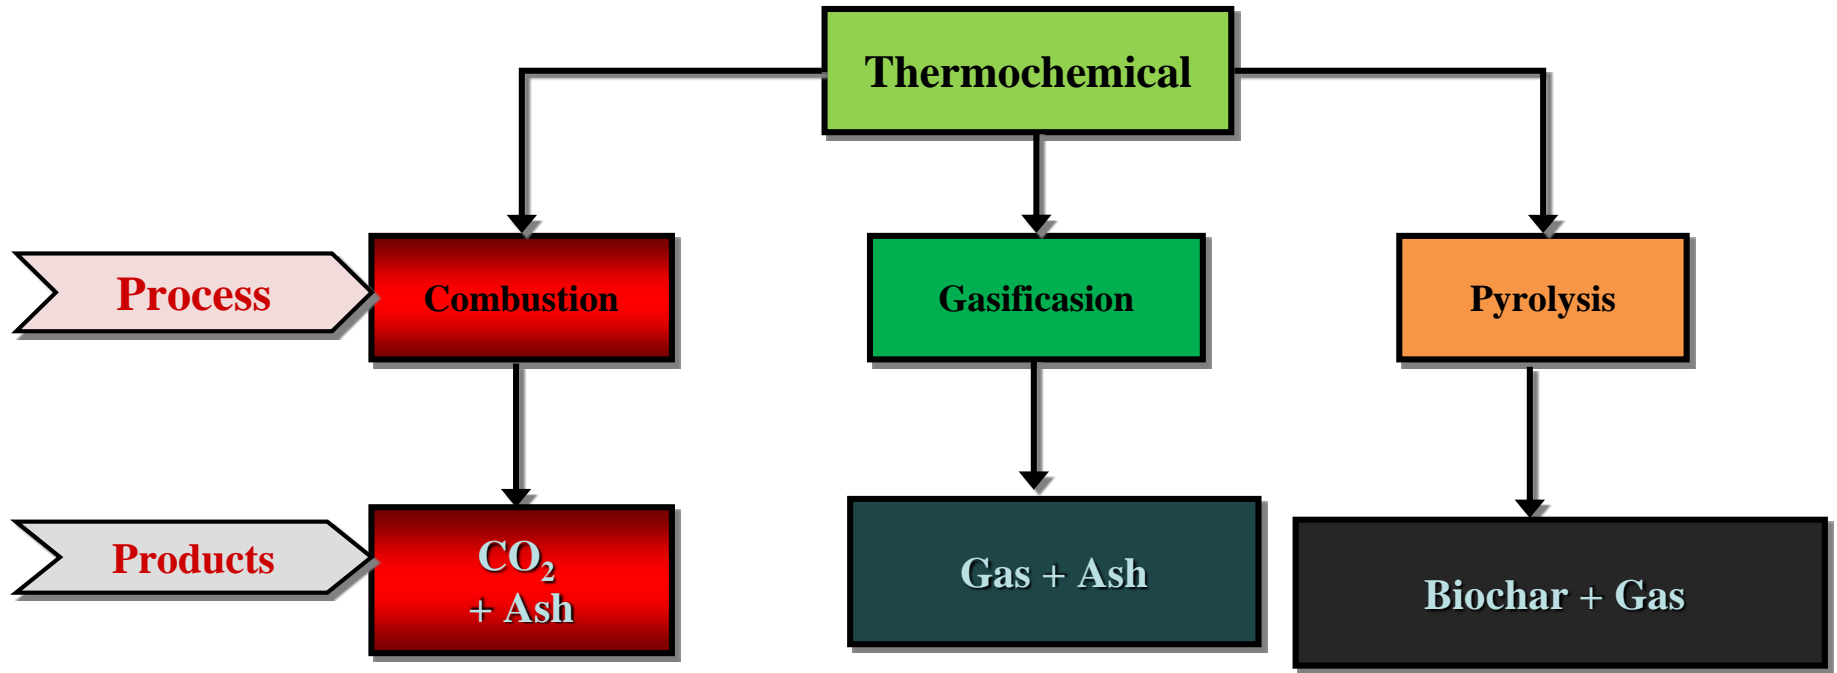 Thermochemical
Process
Combustion
Gasificasion
Pyrolysis
Products
CO₂
+ Ash
Gas + Ash
Biochar + Gas